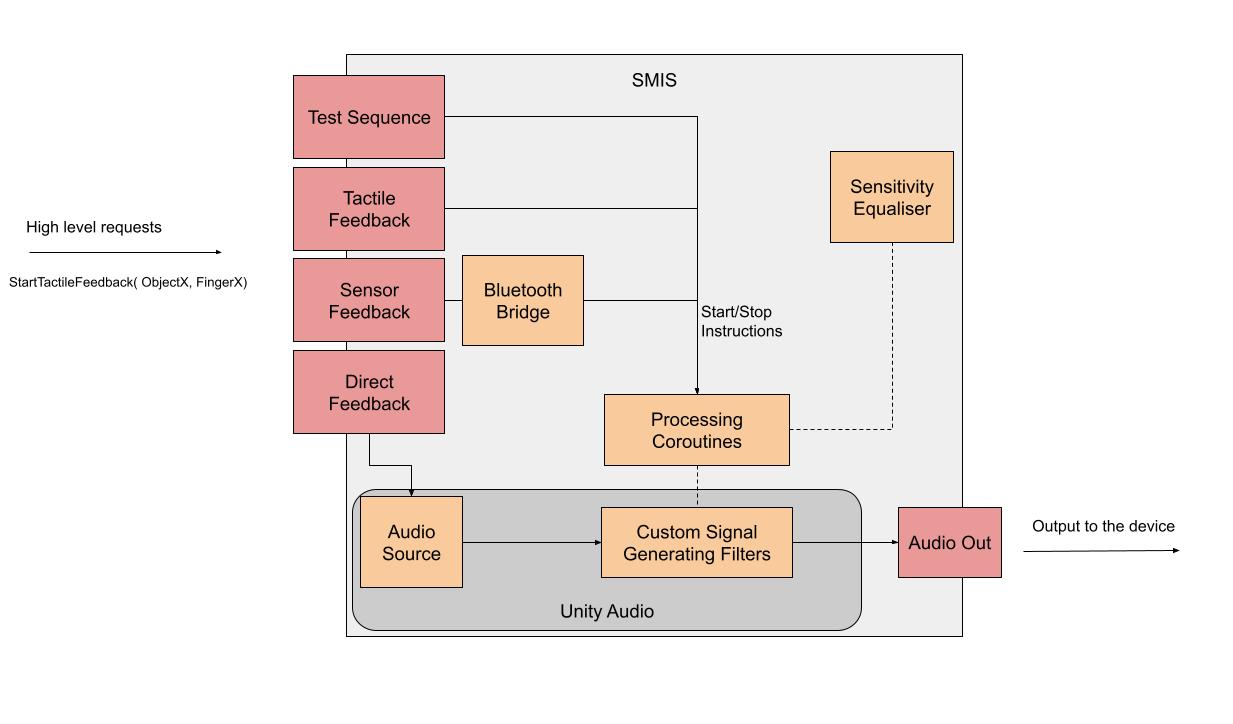 SMIS
Test Sequence
Tactile
Feedback
Sensitivity
Equaliser
High level requests
StartTactileFeedback( ObjectX, FingerX)
Sensor
Feedback
Bluetooth
Bridge
Start/Stop
Instructions
Direct
Feedback
Processing
Coroutines
Audio
Source
Custom Signal
Generating Filters
Audio Out
Output to the device
Unity Audio